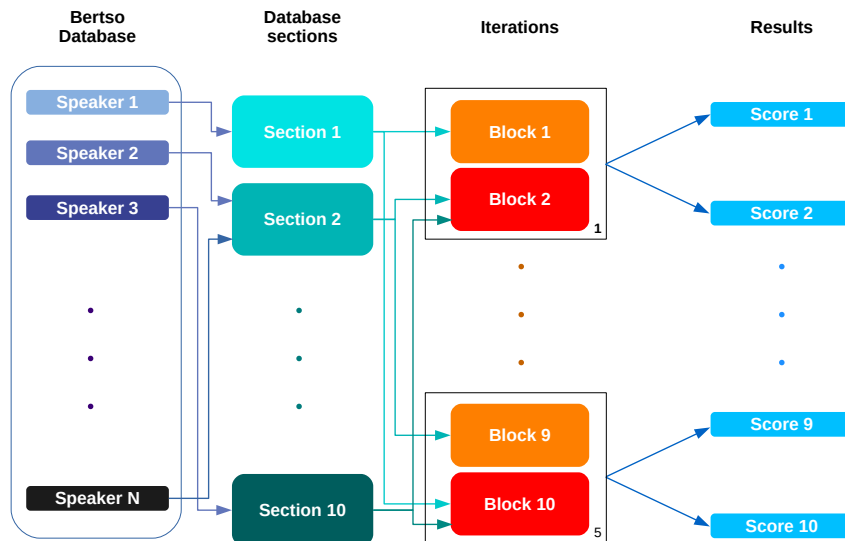 Bertso
Database
Database
sections
Iterations
Results
Speaker 1
Speaker 2
Speaker 3
Speaker N
Section 1
Section 2
Section 10
Block 1
Block 2
1
Block 9
Block 10
5
Score 1
Score 2
Score 9
Score 10